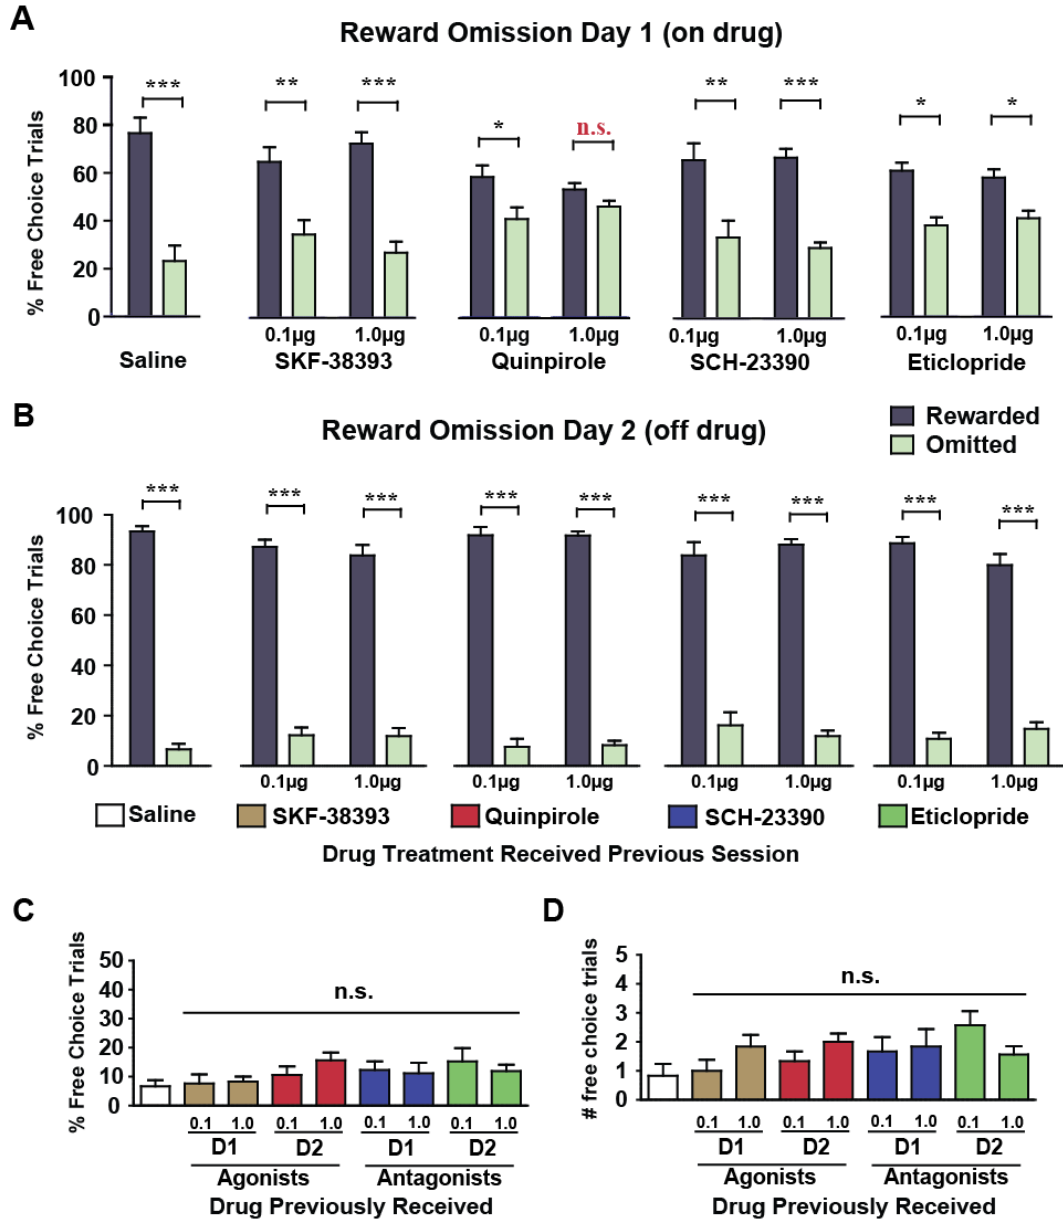 A
Reward Omission Day 1 (on drug)
% Free Choice Trials
100
80
60
40
20
0
***
**
***
*
n.s.
**
***
*
*
0.1µg
1.0µg
0.1µg
1.0µg
0.1µg
1.0µg
0.1µg
1.0µg
Saline
SKF-38393
Quinpirole
SCH-23390
Eticlopride
B
Reward Omission Day 2 (off drug)
Rewarded
Omitted
% Free Choice Trials
100
80
60
40
20
0
***
***
***
***
***
***
***
***
***
0.1µg
1.0µg
0.1µg
1.0µg
0.1µg
1.0µg
0.1µg
1.0µg
Saline
SKF-38393
Quinpirole
SCH-23390
Eticlopride
Drug Treatment Received Previous Session
C
% Free Choice Trials
50
40
30
20
10
0
n.s.
0.1 1.0 0.1 1.0 0.1 1.0 0.1 1.0
D1 D2 D1 D2
Agonists Antagonists
Drug Previously Received
D
# free choice trials
5
4
3
2
1
0
n.s.
0.1 1.0 0.1 1.0 0.1 1.0 0.1 1.0
D1 D2 D1 D2
Agonists Antagonists
Drug Previously Received